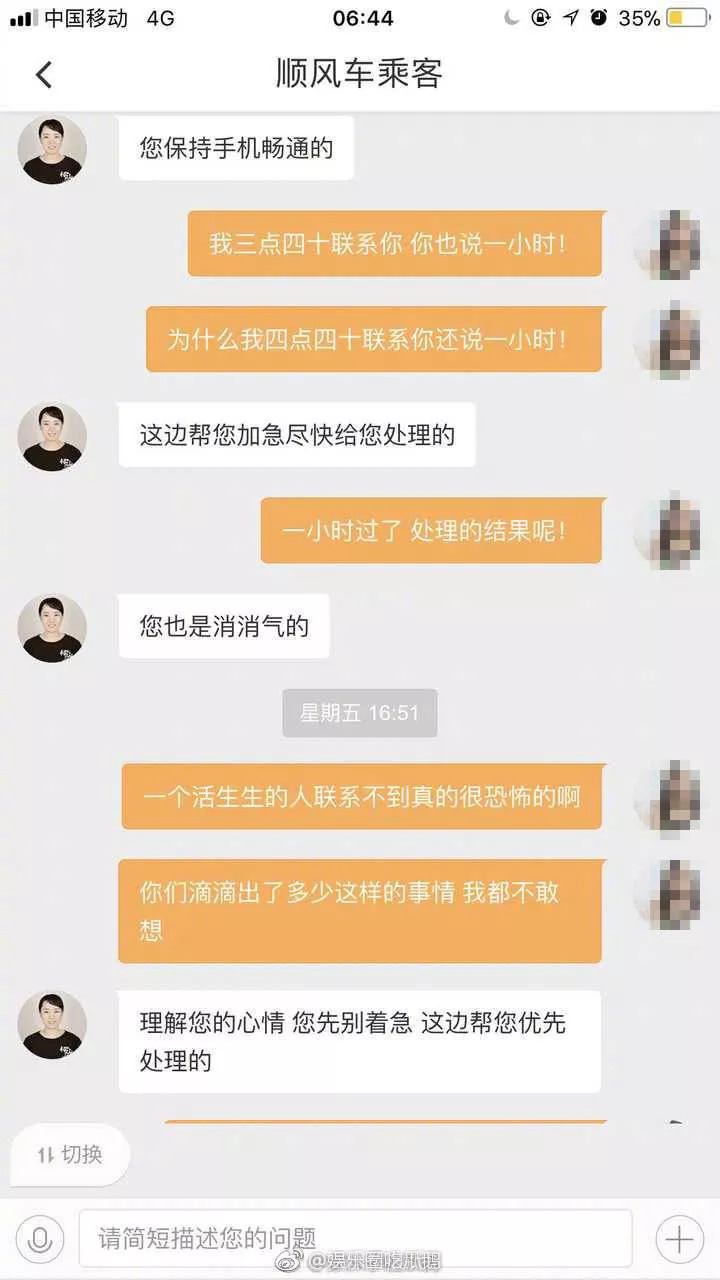 中国移动 4G 06:44 35%
顺风车乘客
您保持手机畅通的
我三点四十联系你 你也说一小时！
为什么我四点四十联系你还说一小时！
这边帮您加急尽快给您处理的
一小时过了 处理的结果呢！
您也是消消气的
星期五 16:51
一个活生生的人联系不到真的很恐怖的啊
你们滴滴出了多少这样的事情 我都不敢
想
理解您的心情 您先别着急 这边帮您优先
处理的
切换
请简短描述您的问题
@娱乐圈吃瓜鹅